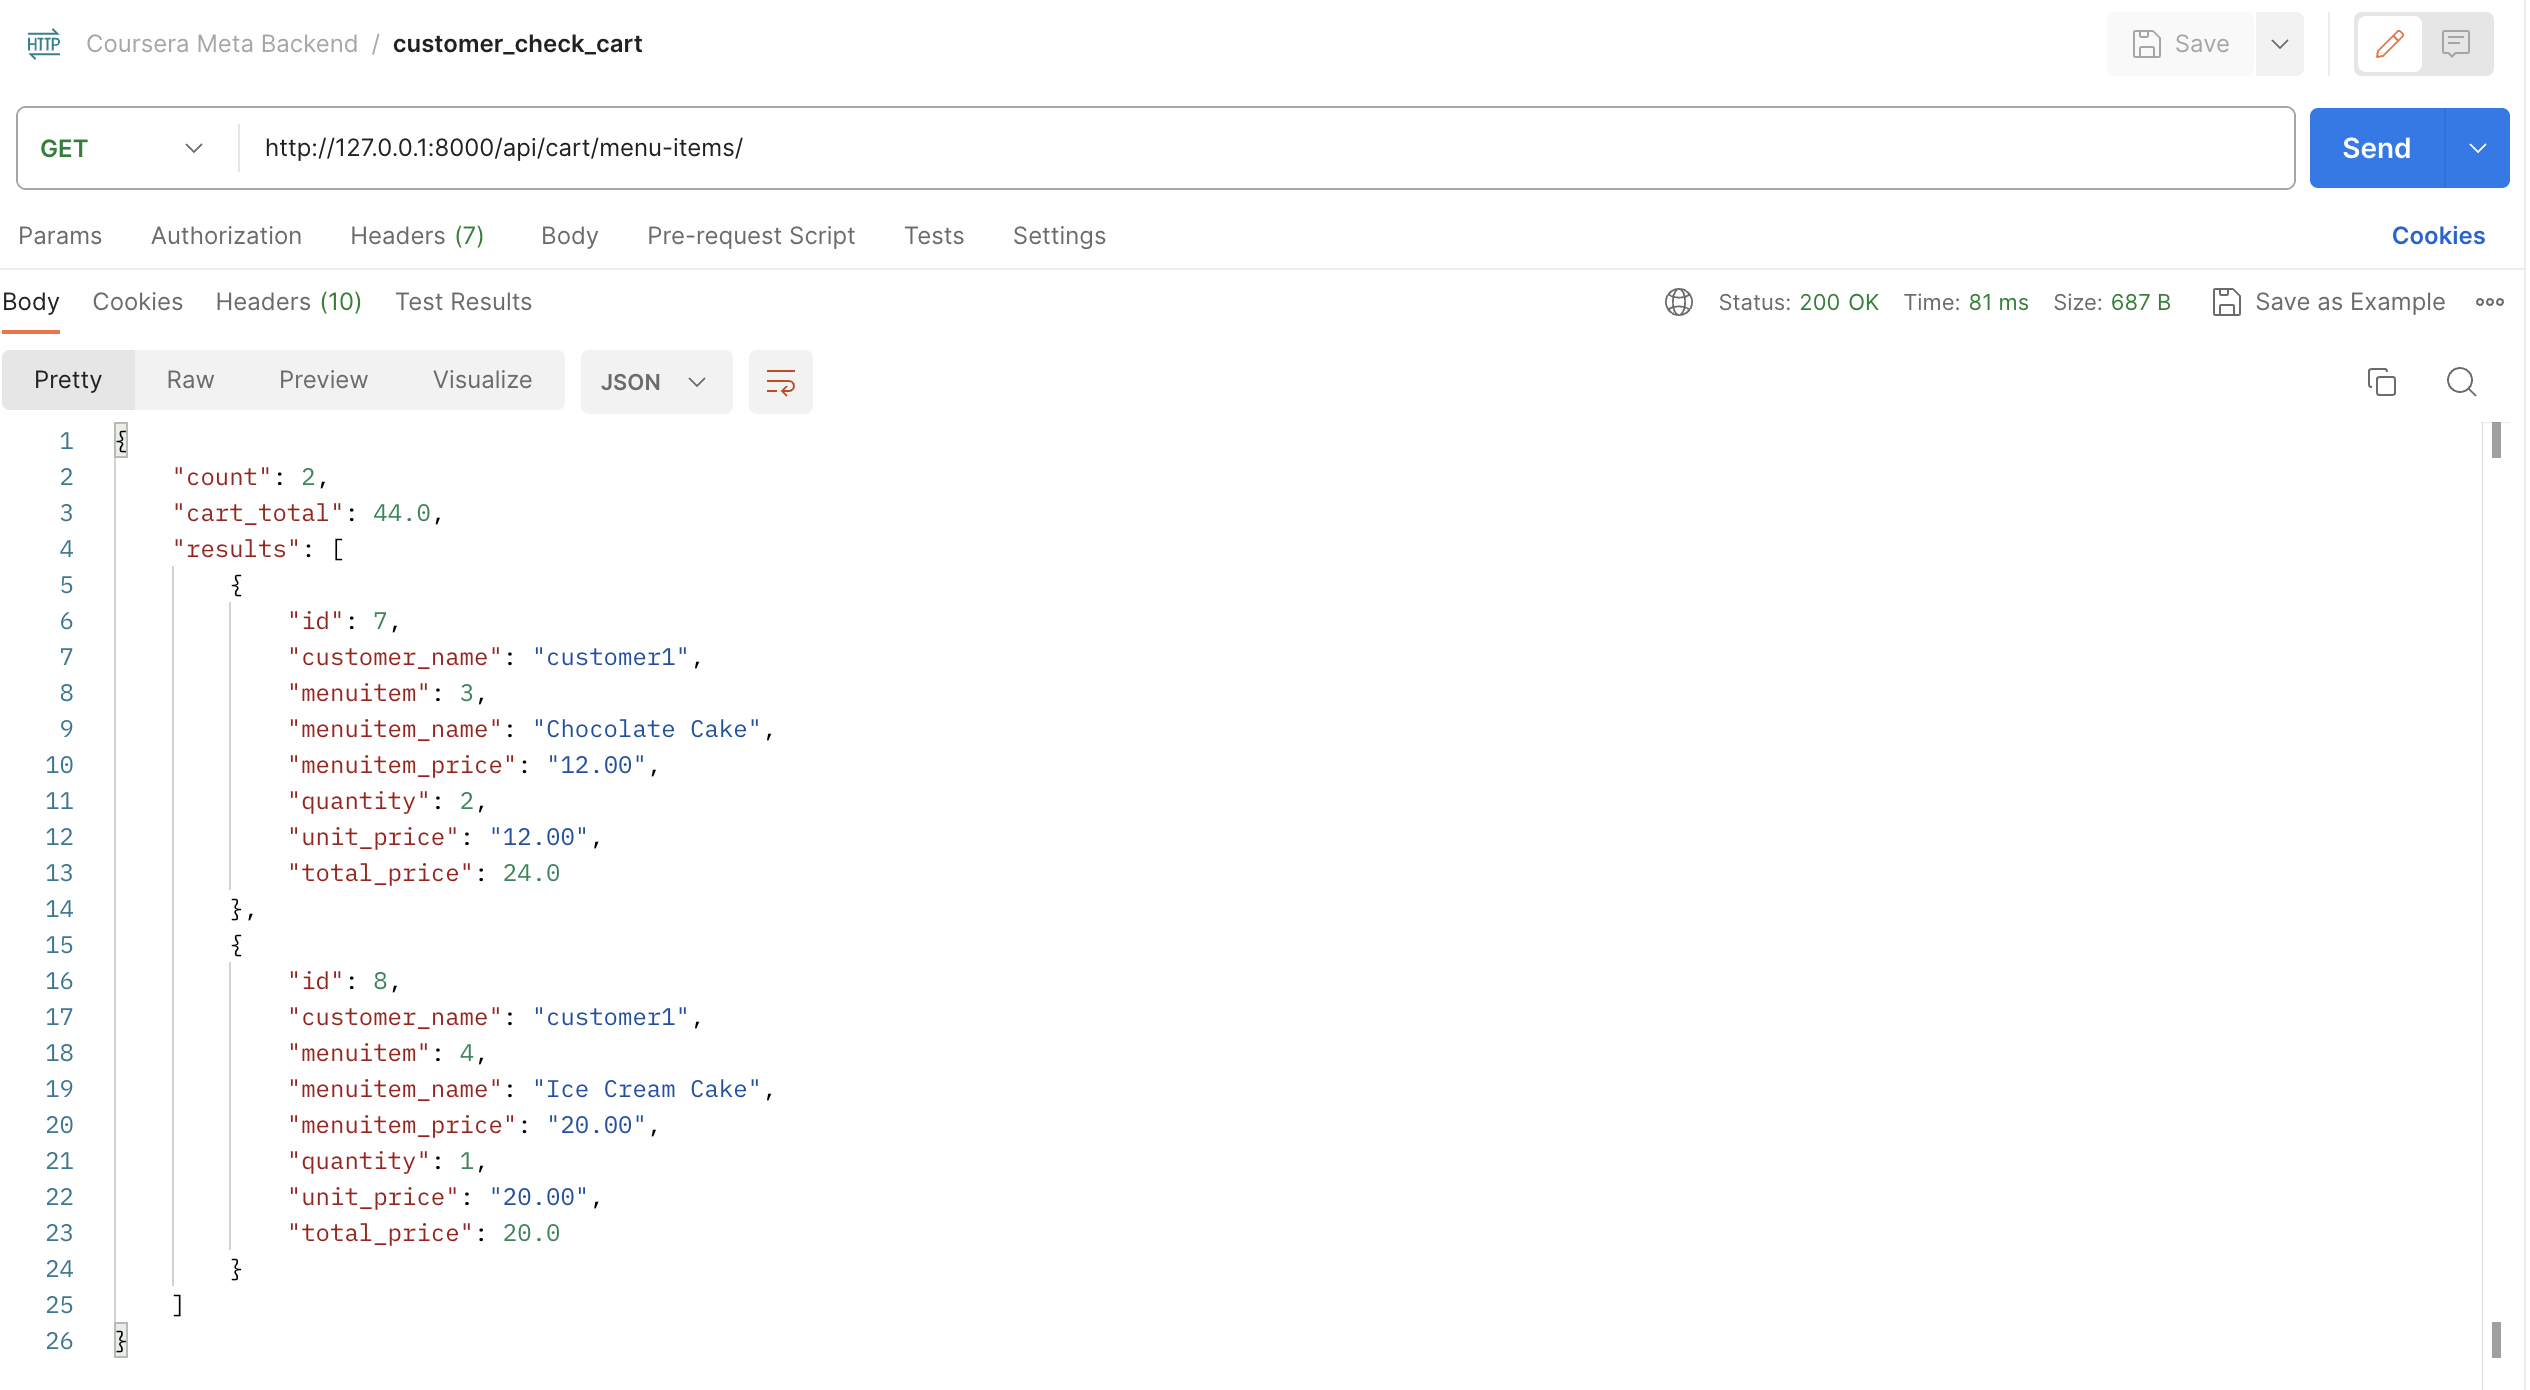 HTTP Coursera Meta Backend / customer_check_cart Save
GET http://127.0.0.1:8000/api/cart/menu-items/ Send
Params Authorization Headers (7) Body Pre-request Script Tests Settings Cookies
Body Cookies Headers (10) Test Results Status: 200 OK Time: 81 ms Size: 687 B Save as Example
Pretty Raw Preview Visualize JSON
1 {
2 "count": 2,
3 "cart_total": 44.0,
4 "results": [
5 {
6 "id": 7,
7 "customer_name": "customer1",
8 "menuitem": 3,
9 "menuitem_name": "Chocolate Cake",
10 "menuitem_price": "12.00",
11 "quantity": 2,
12 "unit_price": "12.00",
13 "total_price": 24.0
14 },
15 {
16 "id": 8,
17 "customer_name": "customer1",
18 "menuitem": 4,
19 "menuitem_name": "Ice Cream Cake",
20 "menuitem_price": "20.00",
21 "quantity": 1,
22 "unit_price": "20.00",
23 "total_price": 20.0
24 }
25 ]
26 }